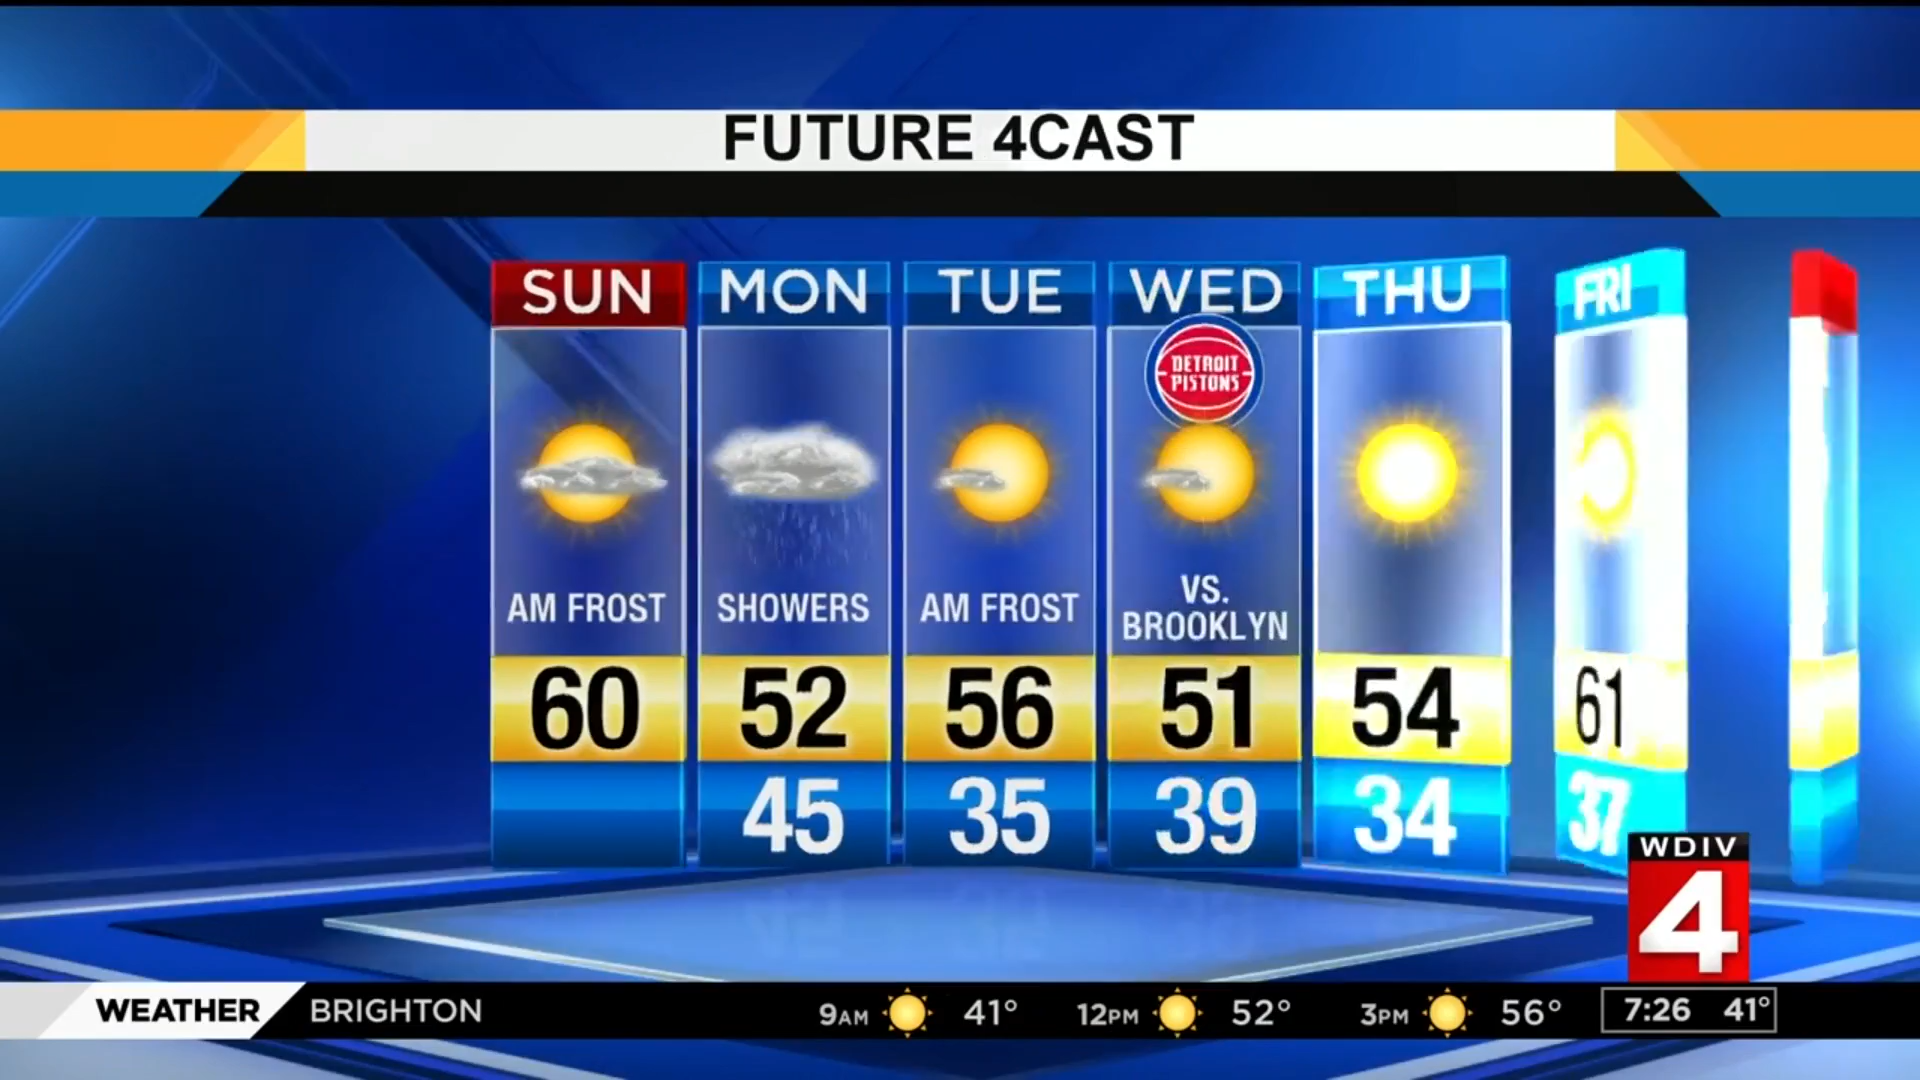 FUTURE 4CAST
SUN MON TUE WED THU FRI
DETROIT
PISTONS
AM FROST SHOWERS AM FROST VS.
BROOKLYN
60 52 56 51 54 61
45 35 39 34 37
WDIV
4
WEATHER BRIGHTON 9AM 41° 12PM 52° 3PM 56° 7:26 41°